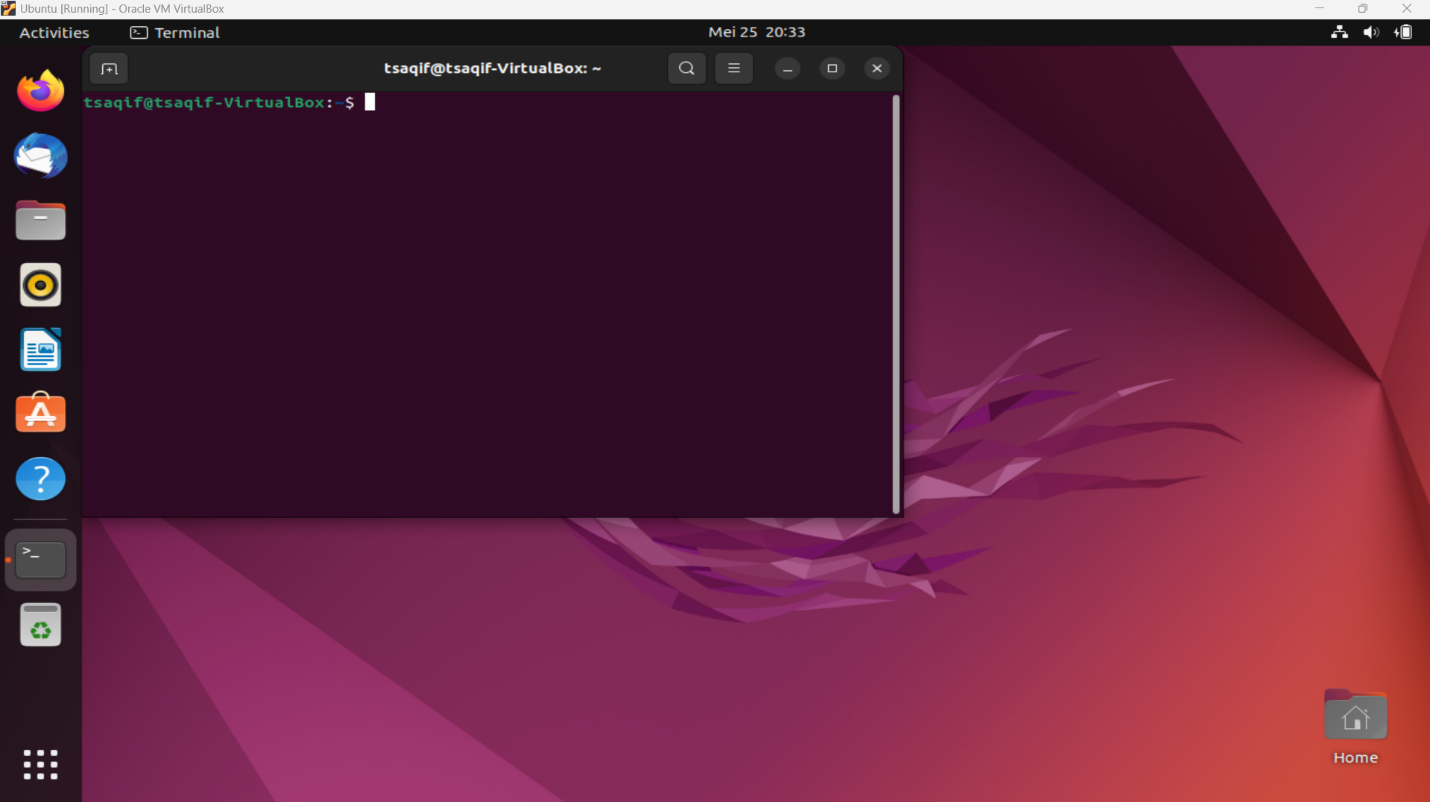 Ubuntu [Running] - Oracle VM VirtualBox
Activities Terminal Mei 25 20:33
tsaqif@tsaqif-VirtualBox: ~
tsaqif@tsaqif-VirtualBox:~$
Home